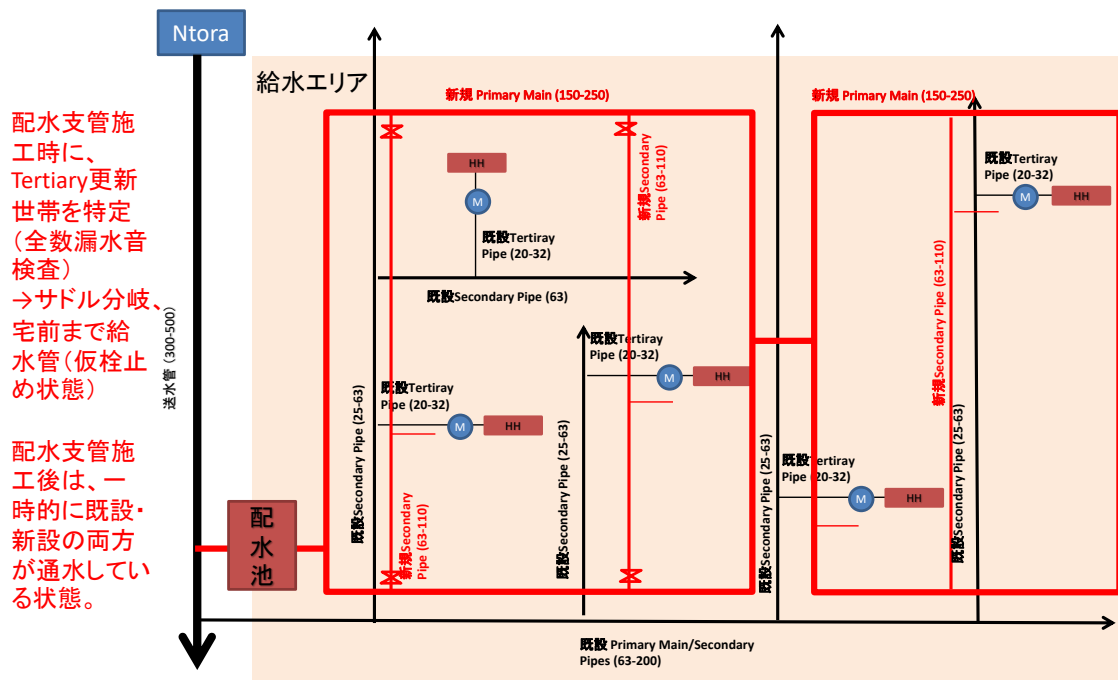 Ntora
給水エリア
新規 Primary Main (150-250)
新規 Primary Main (150-250)
配水支管施
工時に、
Tertiary更新
世帯を特定
(全数漏水音
検査)
→サドル分岐、
宅前まで給
水管(仮栓止
め状態)
配水支管施
工後は、一
時的に既設・
新設の両方
が通水してい
る状態。
送水管 (300-500)
配
水
池
HH
M
既設Tertiray
Pipe (20-32)
既設Secondary Pipe (63)
新規Secondary
Pipe (63-110)
既設Tertiray
Pipe (20-32)
M
HH
既設Secondary Pipe (25-63)
既設Tertiray
Pipe (20-32)
M
HH
新規Secondary
Pipe (63-110)
既設Secondary Pipe (25-63)
既設Secondary Pipe (25-63)
既設Tertiray
Pipe (20-32)
M
HH
新規Secondary Pipe (63-110)
既設Secondary Pipe (25-63)
既設Tertiray
Pipe (20-32)
M
HH
既設 Primary Main/Secondary
Pipes (63-200)